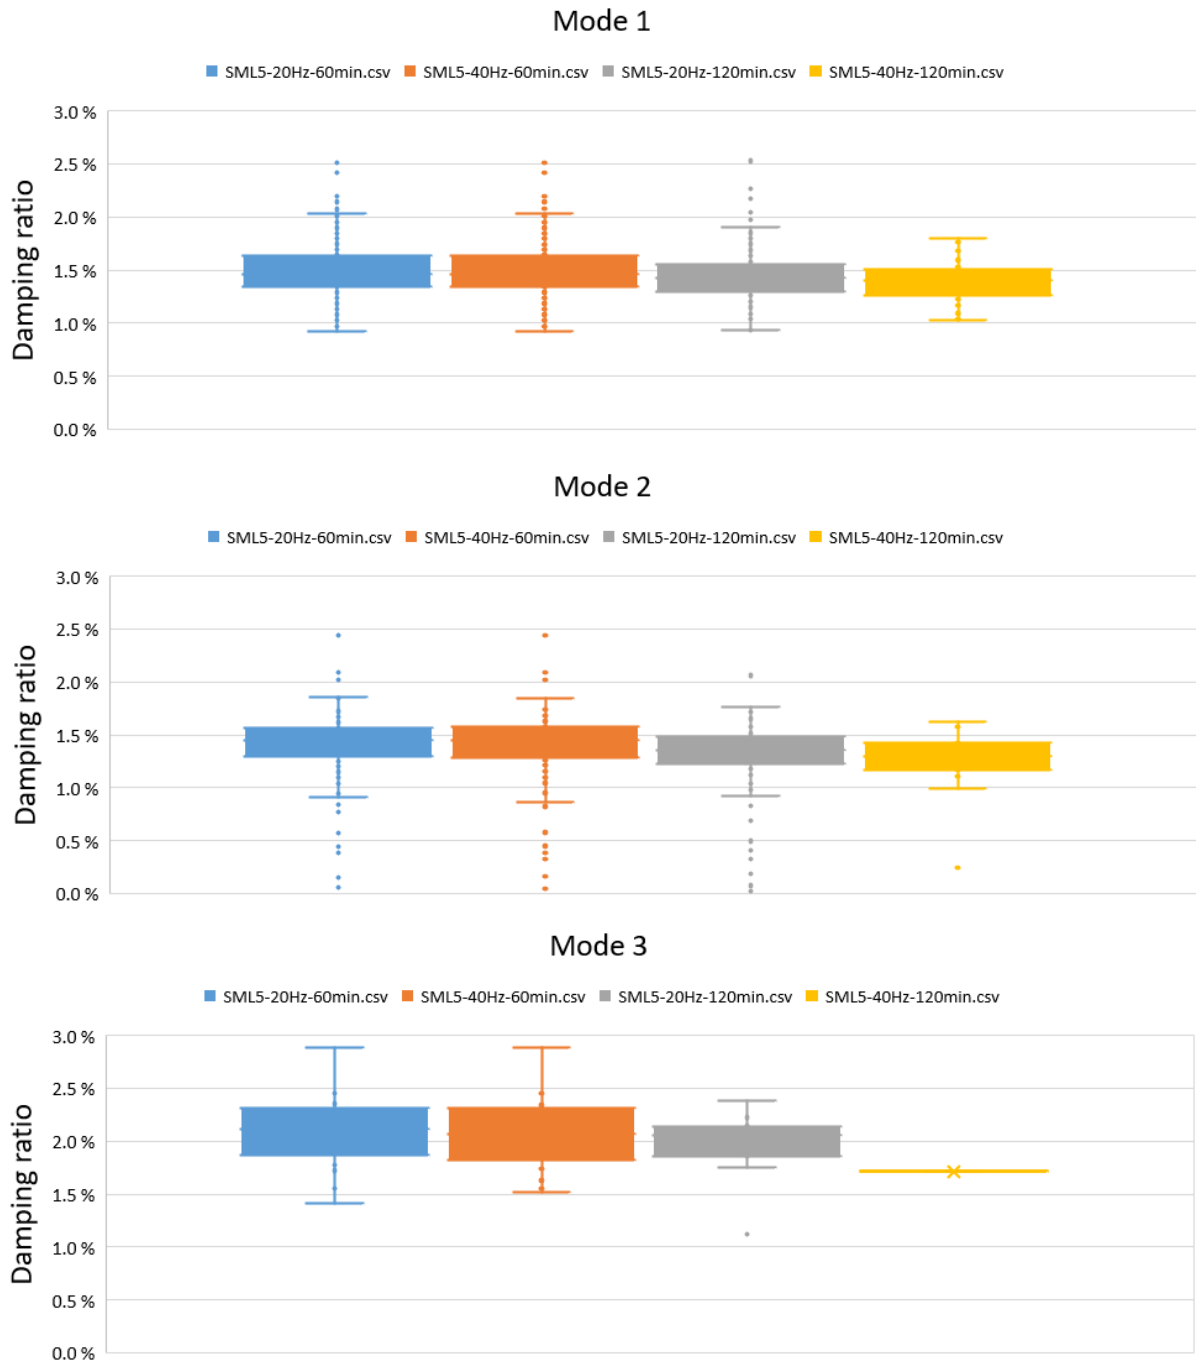 Mode 1
SML5-20Hz-60min.csv SML5-40Hz-60min.csv SML5-20Hz-120min.csv SML5-40Hz-120min.csv
Damping ratio
3.0 %
2.5 %
2.0 %
1.5 %
1.0 %
0.5 %
0.0 %
Mode 2
SML5-20Hz-60min.csv SML5-40Hz-60min.csv SML5-20Hz-120min.csv SML5-40Hz-120min.csv
Damping ratio
3.0 %
2.5 %
2.0 %
1.5 %
1.0 %
0.5 %
0.0 %
Mode 3
SML5-20Hz-60min.csv SML5-40Hz-60min.csv SML5-20Hz-120min.csv SML5-40Hz-120min.csv
Damping ratio
3.0 %
2.5 %
2.0 %
1.5 %
1.0 %
0.5 %
0.0 %